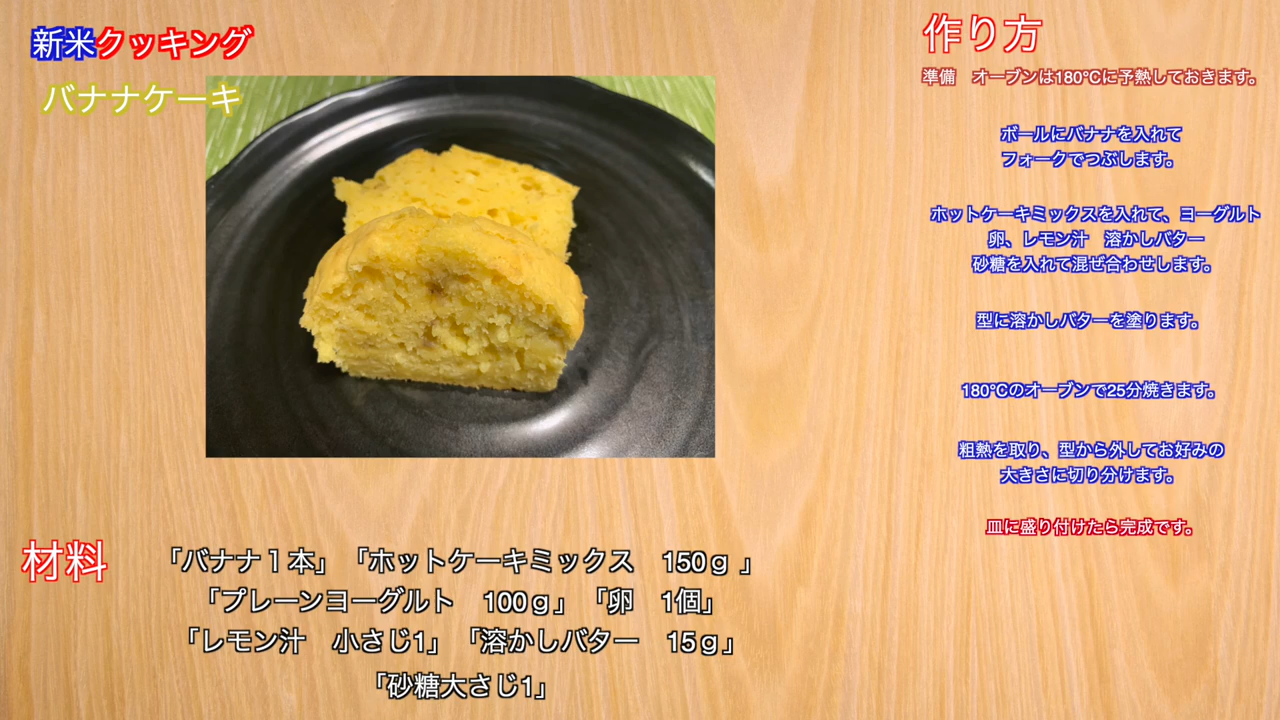 新米クッキング
バナナケーキ
材料
「バナナ１本」「ホットケーキミックス　150ｇ」
「プレーンヨーグルト　100ｇ」「卵　1個」
「レモン汁　小さじ1」「溶かしバター　15ｇ」
「砂糖大さじ1」
作り方
準備　オーブンは180℃に予熱しておきます。
ボールにバナナを入れて
フォークでつぶします。
ホットケーキミックスを入れて、ヨーグルト
卵、レモン汁　溶かしバター
砂糖を入れて混ぜ合わせします。
型に溶かしバターを塗ります。
180℃のオーブンで25分焼きます。
粗熱を取り、型から外してお好みの
大きさに切り分けます。
皿に盛り付けたら完成です。